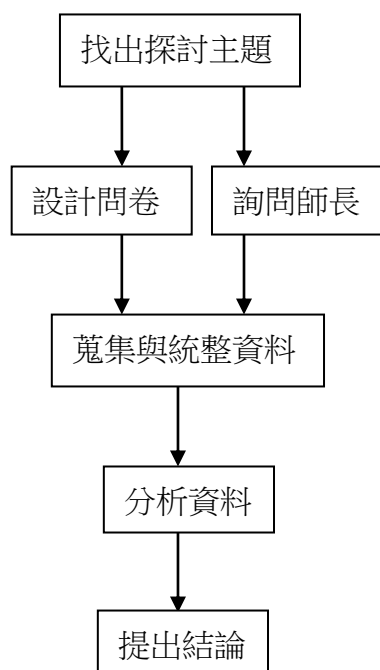 找出探討主題
設計問卷
詢問師長
蒐集與統整資料
分析資料
提出結論